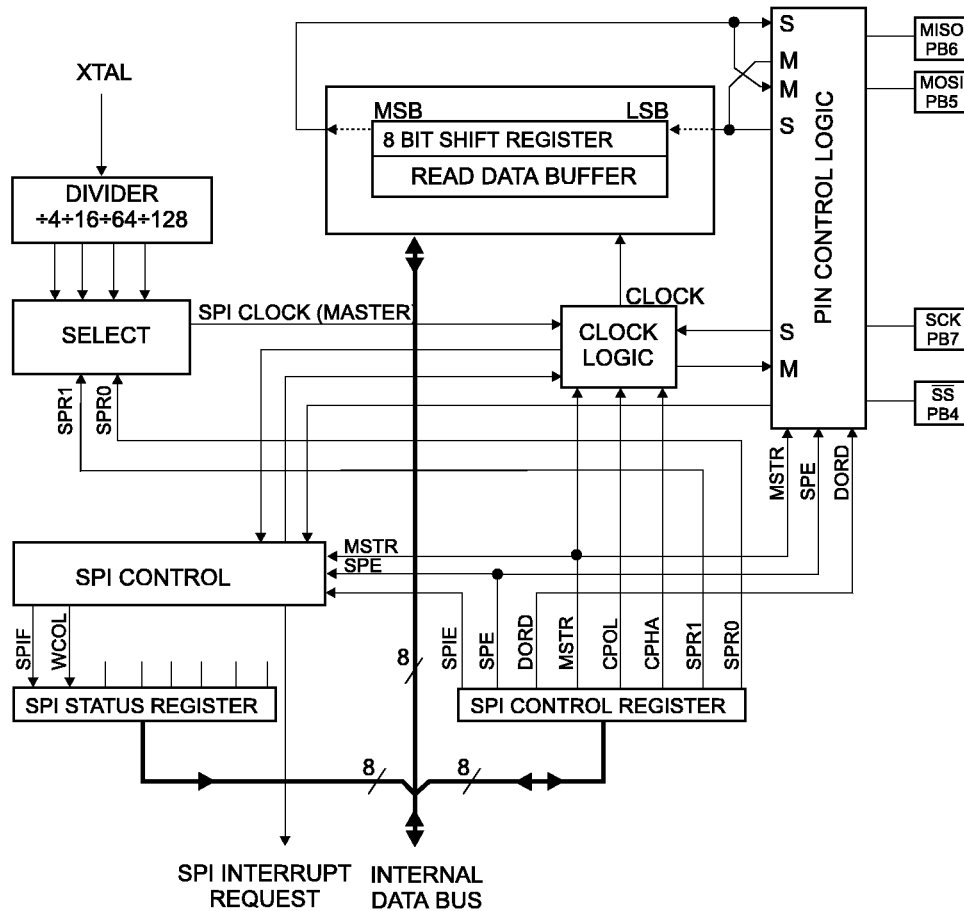 S
MISO
PB6
M
XTAL
MOSI
PB5
M
MSB
LSB
S
8 BIT SHIFT REGISTER
READ DATA BUFFER
DIVIDER
÷4÷16÷64÷128
PIN CONTROL LOGIC
SPI CLOCK (MASTER)
CLOCK
SELECT
CLOCK
LOGIC
S
M
SCK
PB7
SS
PB4
SPR1
SPR0
MSTR
SPE
DORD
SPI CONTROL
MSTR
SPE
SPIF
WCOL
8
SPIE
SPE
DORD
MSTR
CPOL
CPHA
SPR1
SPR0
SPI STATUS REGISTER
SPI CONTROL REGISTER
8
8
SPI INTERRUPT
REQUEST
INTERNAL
DATA BUS